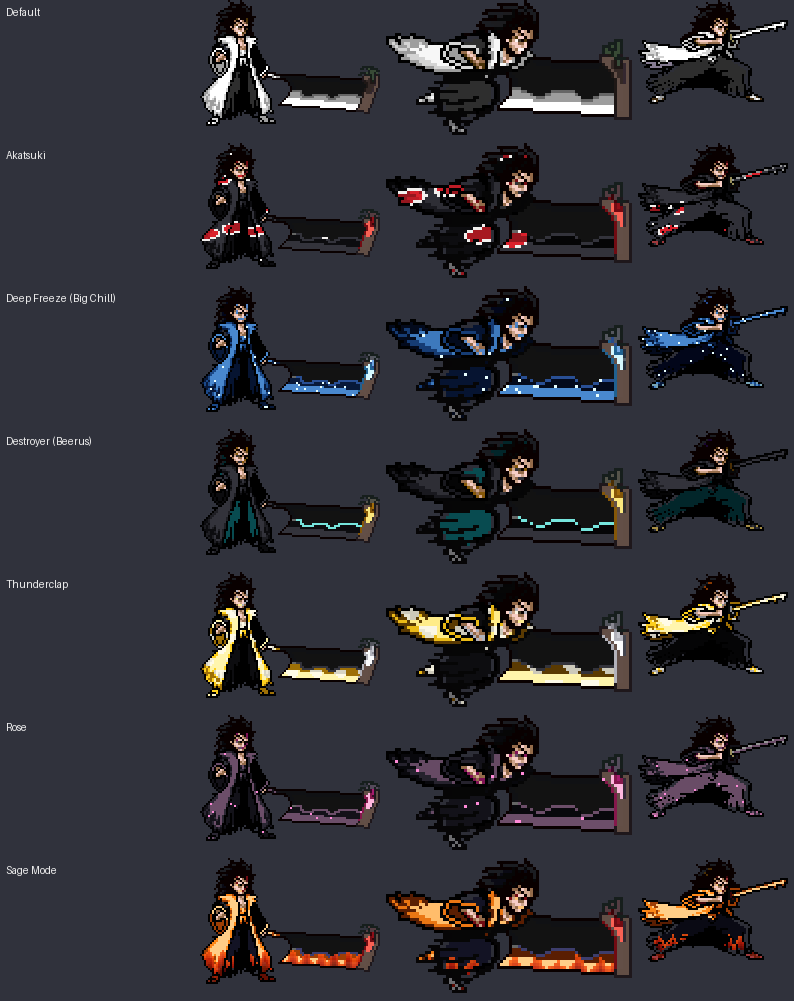 Default
Akatsuki
Deep Freeze (Big Chill)
Destroyer (Beerus)
Thunderclap
Rose
Sage Mode